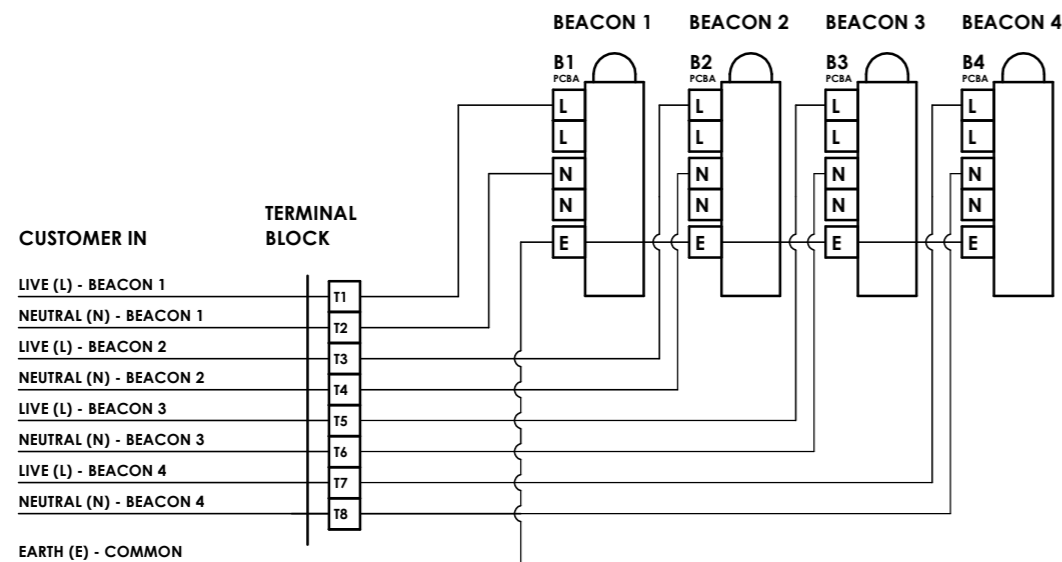 BEACON 1 BEACON 2 BEACON 3 BEACON 4
B1 B2 B3 B4
PCBA PCBA PCBA PCBA
L L L L
L L L L
N N N N
N N N N
E E E E
CUSTOMER IN
TERMINAL
BLOCK
LIVE (L) - BEACON 1
T1
NEUTRAL (N) - BEACON 1
T2
LIVE (L) - BEACON 2
T3
NEUTRAL (N) - BEACON 2
T4
LIVE (L) - BEACON 3
T5
NEUTRAL (N) - BEACON 3
T6
LIVE (L) - BEACON 4
T7
NEUTRAL (N) - BEACON 4
T8
EARTH (E) - COMMON